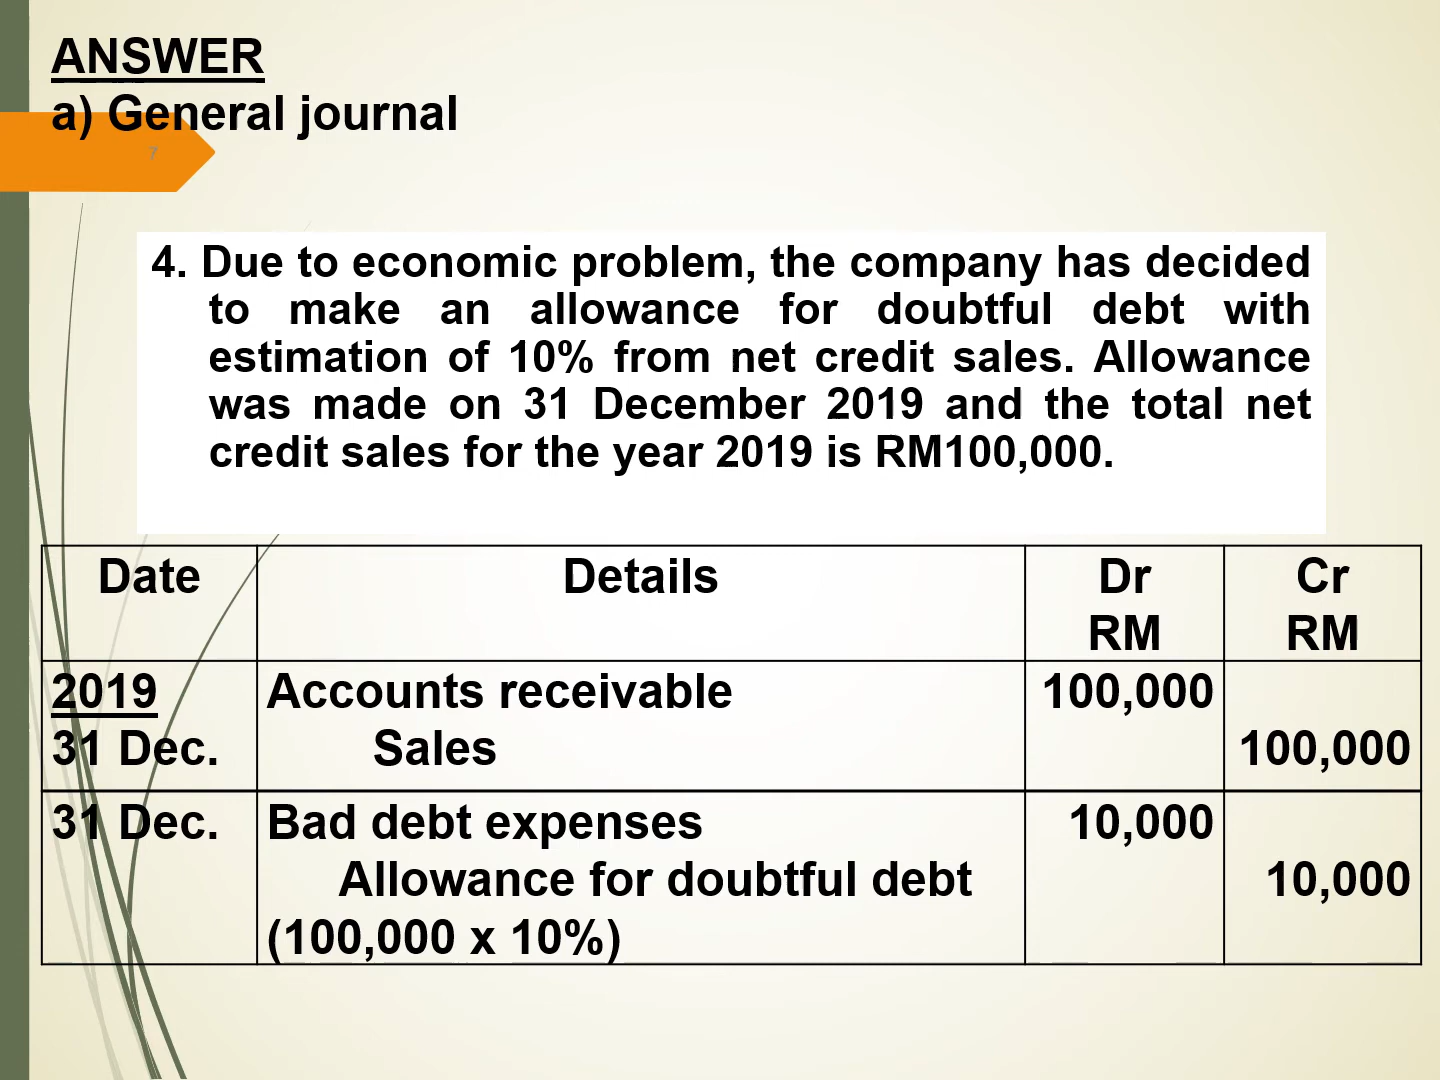 ANSWER
a) General journal
7
4. Due to economic problem, the company has decided
to make an allowance for doubtful debt with
estimation of 10% from net credit sales. Allowance
was made on 31 December 2019 and the total net
credit sales for the year 2019 is RM100,000.
Date Details Dr Cr
RM RM
2019 Accounts receivable 100,000
31 Dec. Sales 100,000
31 Dec. Bad debt expenses 10,000
Allowance for doubtful debt 10,000
(100,000 x 10%)